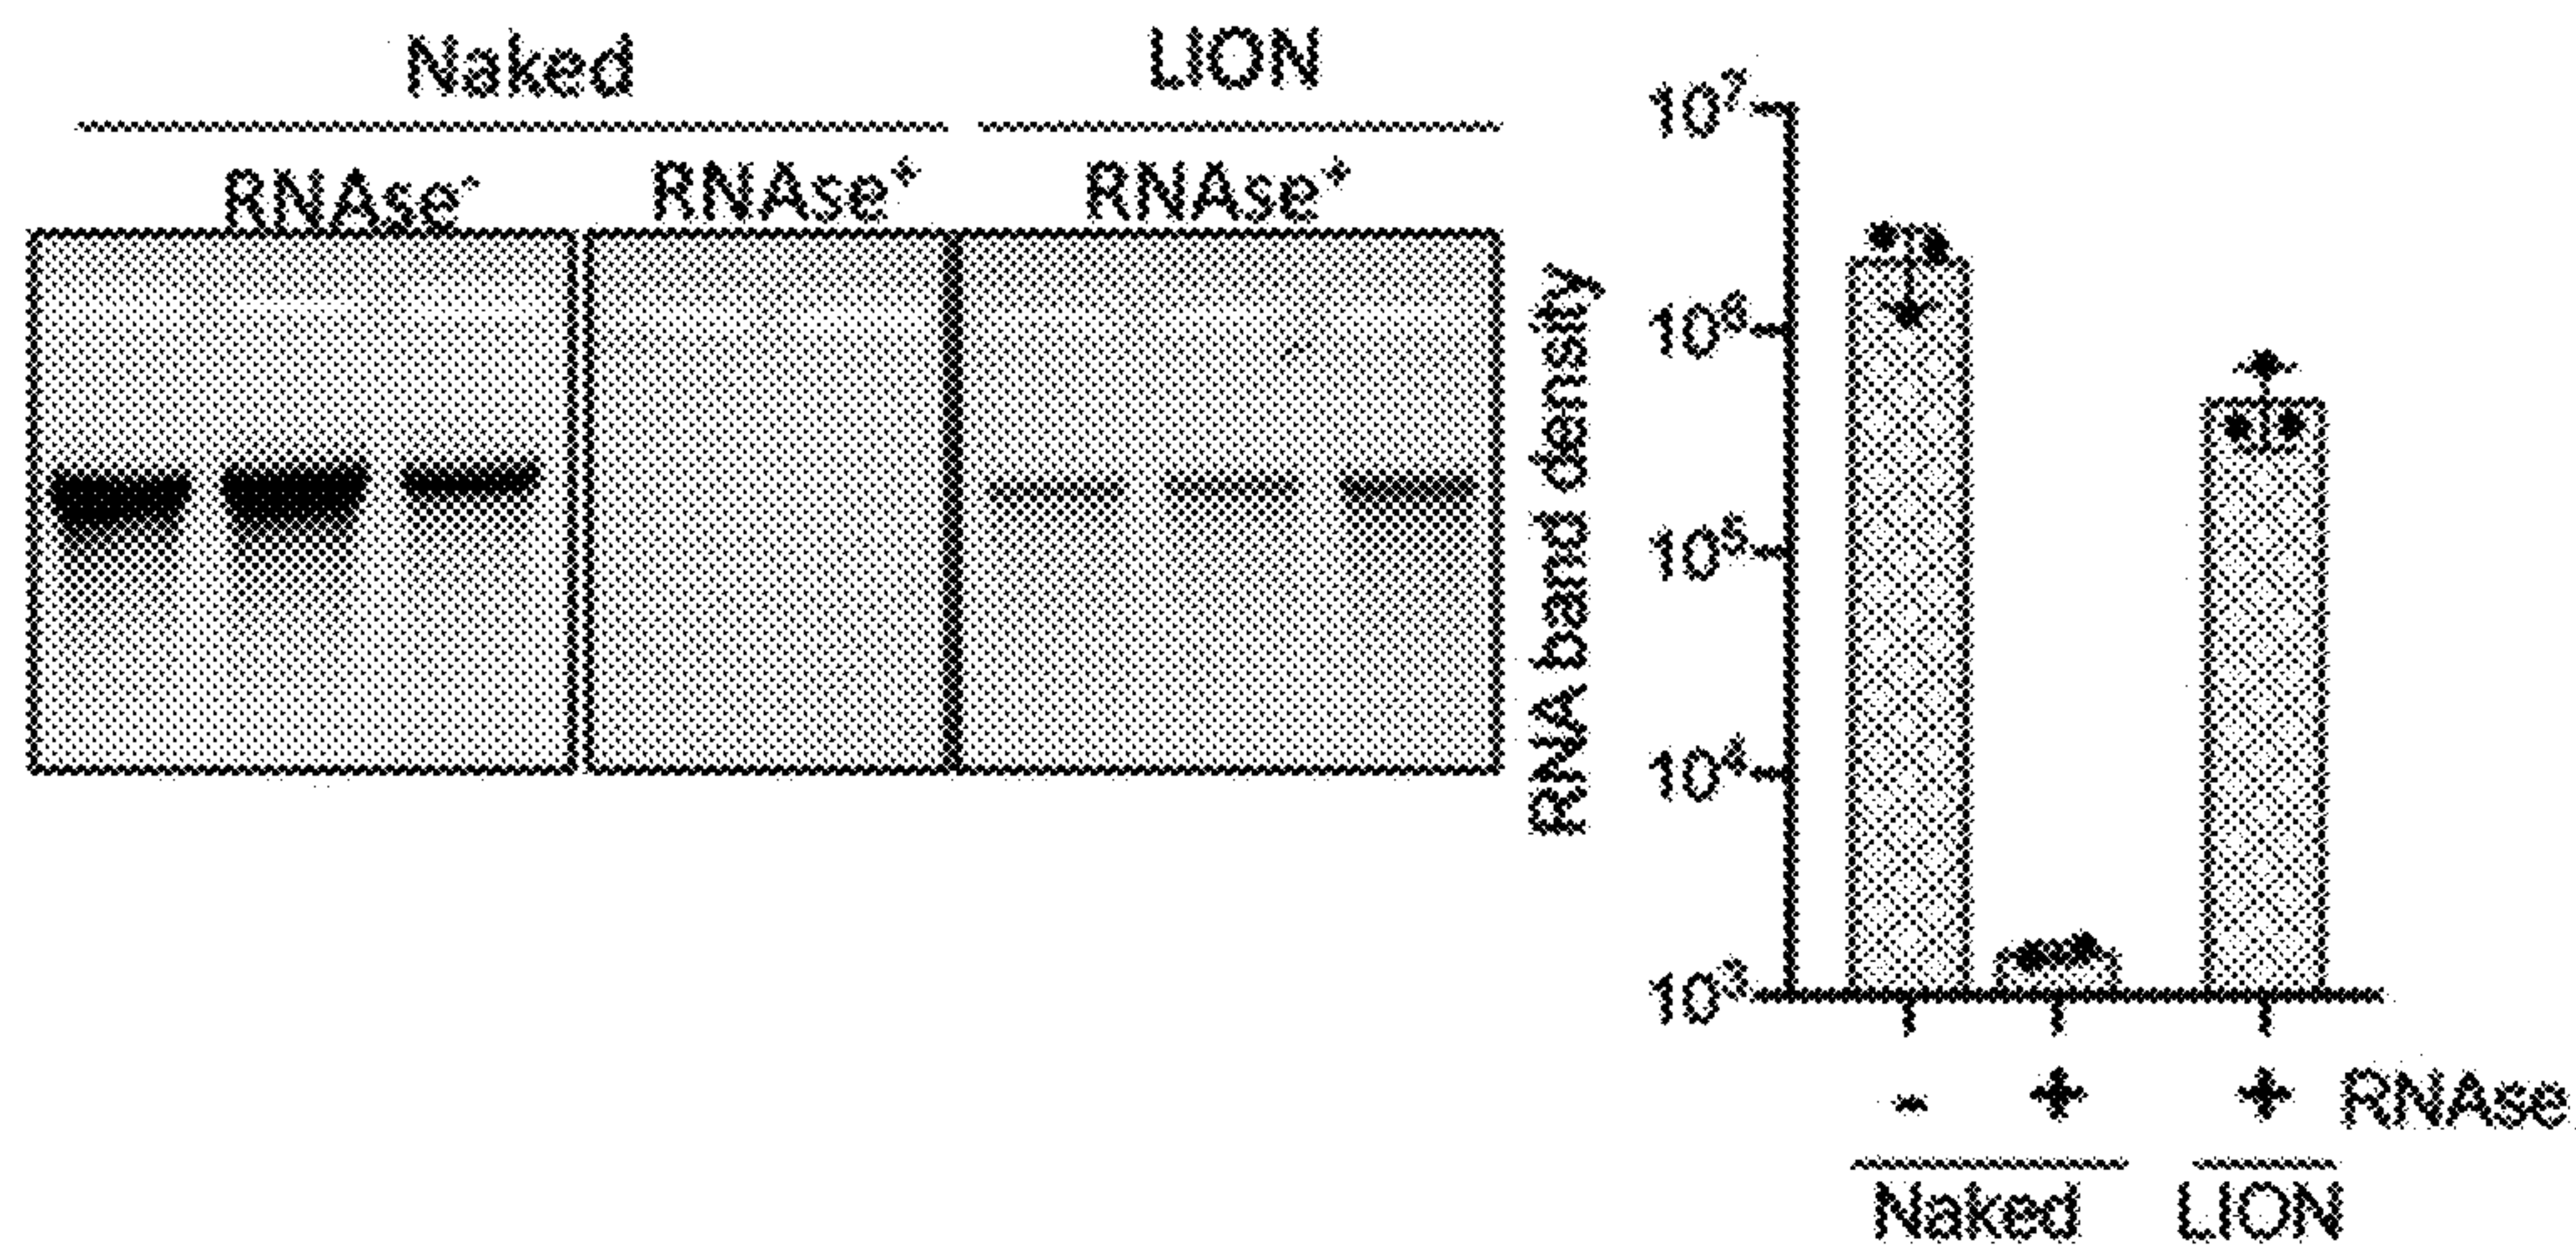 Naked LION
RNAse⁻ RNAse⁺ RNAse⁺
RNA band density
10⁷
10⁶
10⁵
10⁴
10³
- + + RNAse
Naked LION